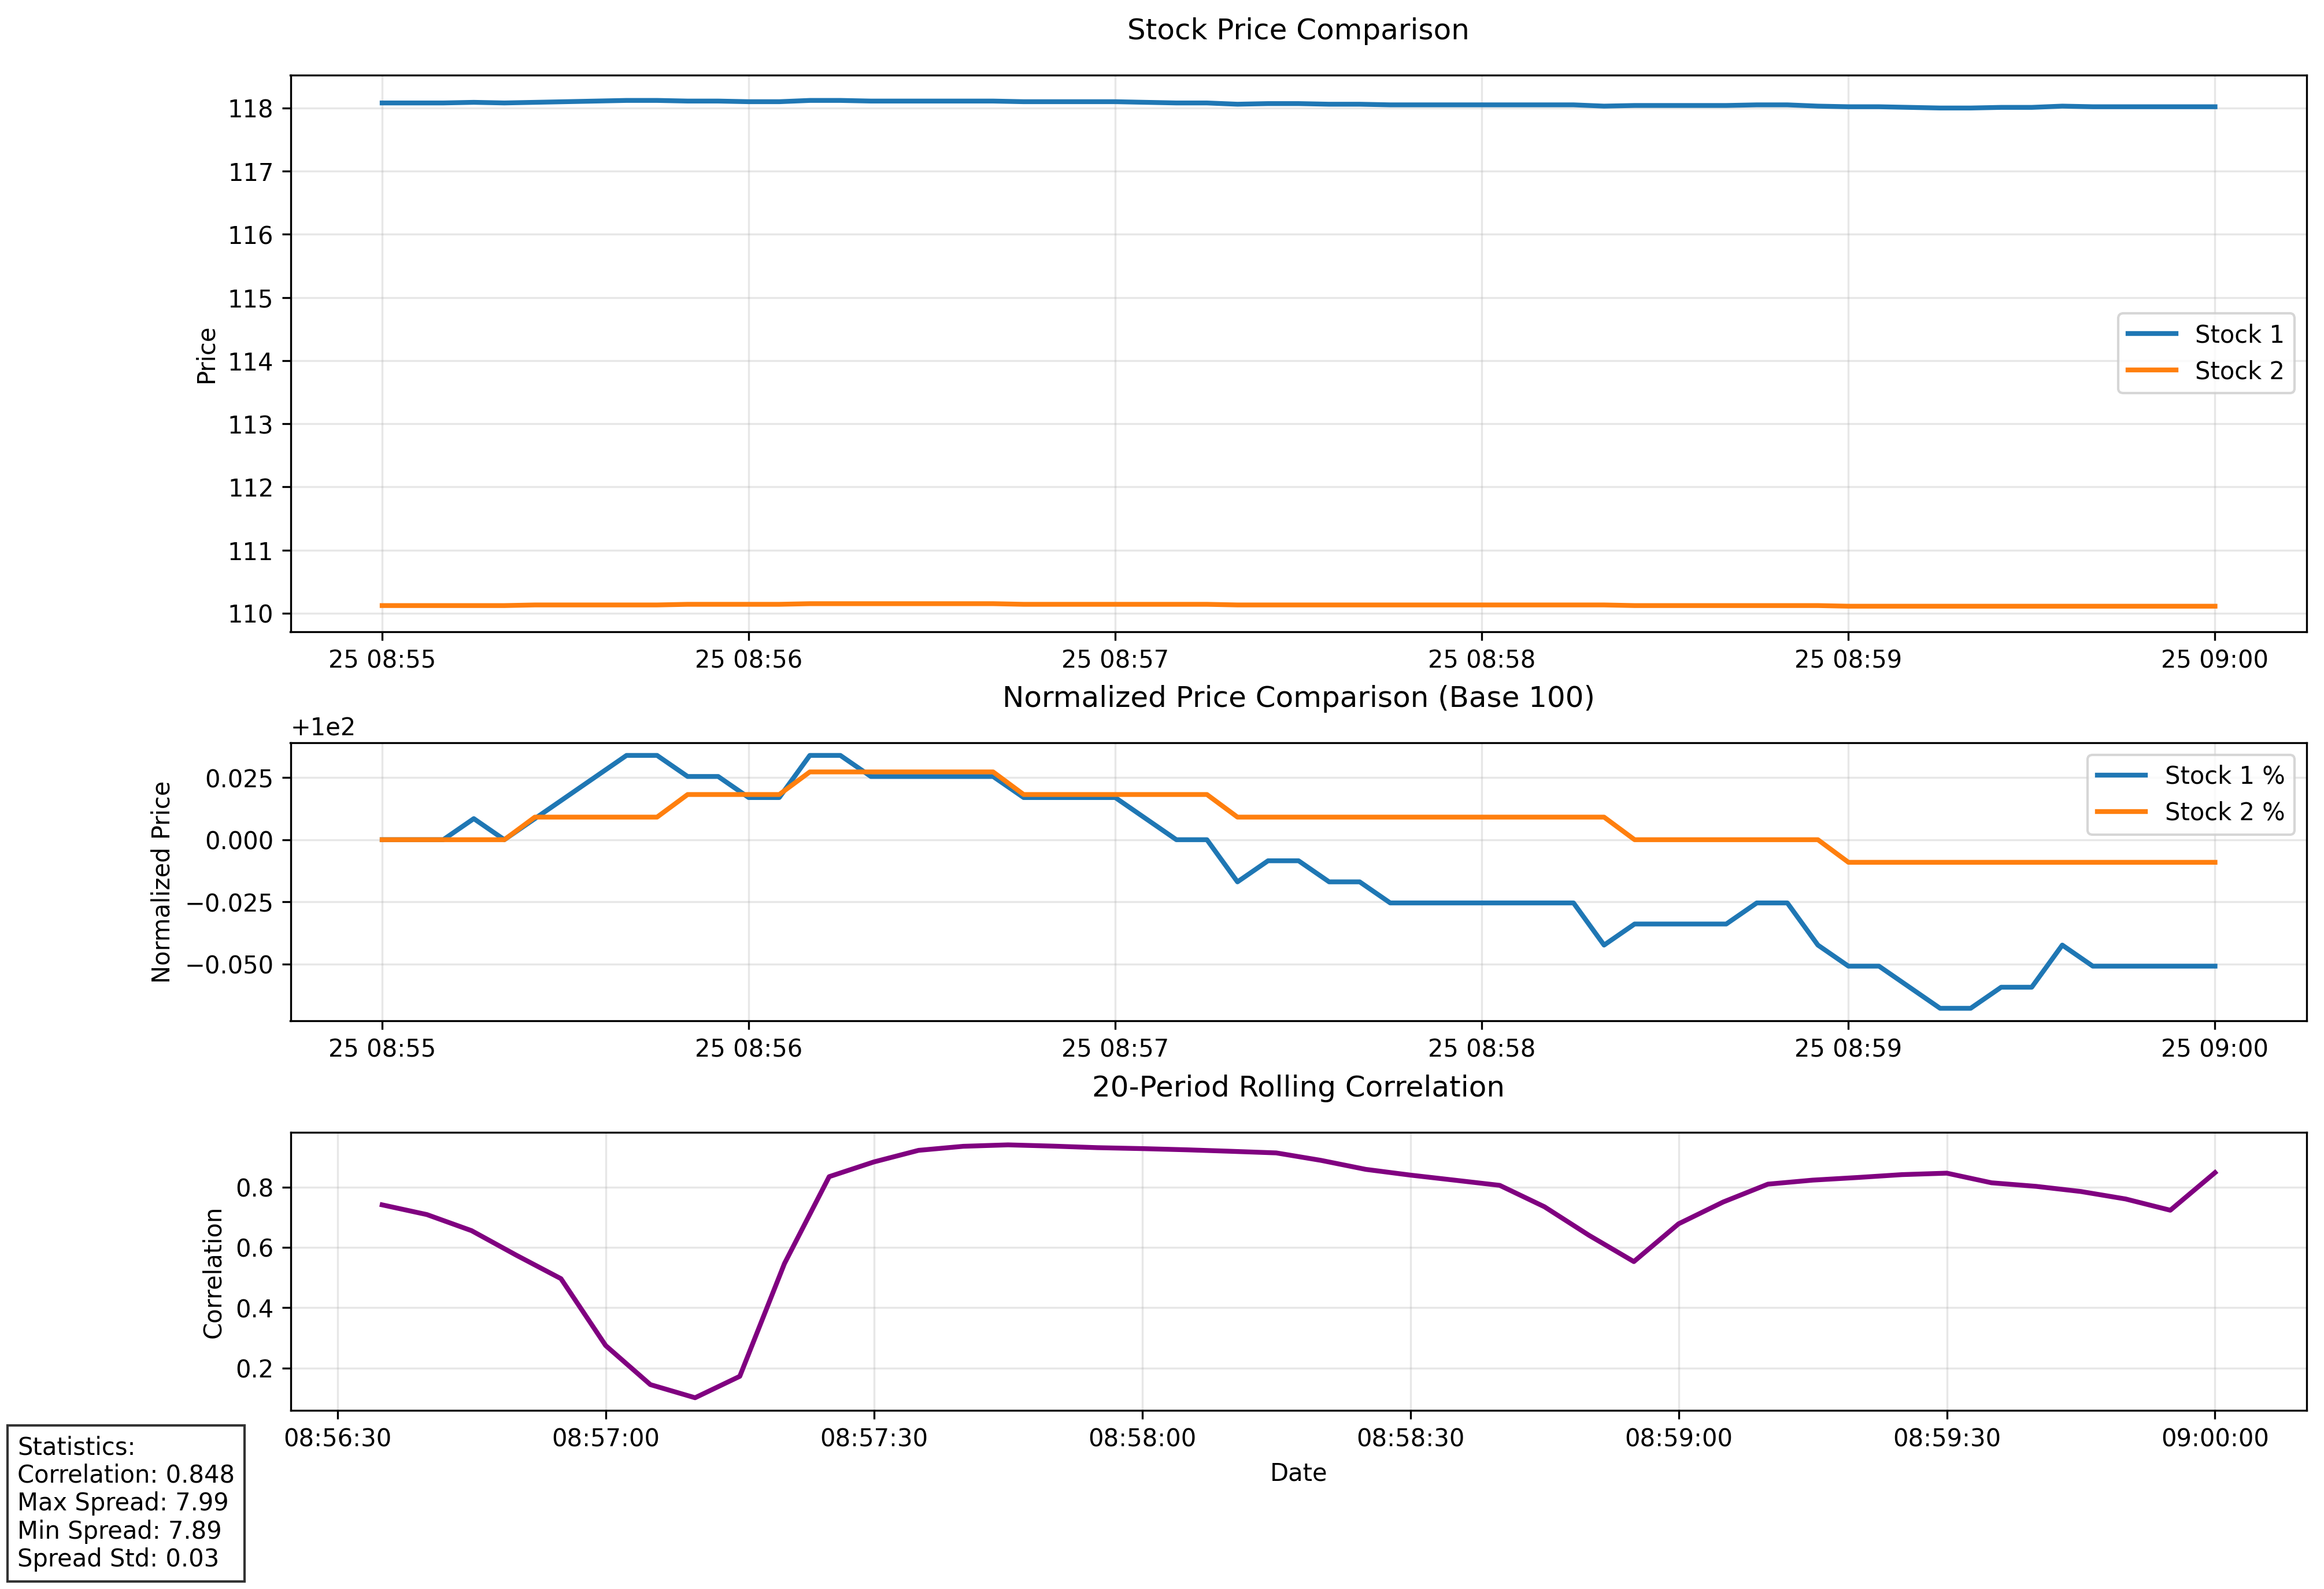 Stock Price Comparison
118
117
116
115
114
113
112
111
110
Price
Stock 1
Stock 2
25 08:55 25 08:56 25 08:57 25 08:58 25 08:59 25 09:00
Normalized Price Comparison (Base 100)
+1e2
0.025
0.000
−0.025
−0.050
Normalized Price
Stock 1 %
Stock 2 %
25 08:55 25 08:56 25 08:57 25 08:58 25 08:59 25 09:00
20-Period Rolling Correlation
0.8
0.6
0.4
0.2
Correlation
08:56:30 08:57:00 08:57:30 08:58:00 08:58:30 08:59:00 08:59:30 09:00:00
Date
Statistics:
Correlation: 0.848
Max Spread: 7.99
Min Spread: 7.89
Spread Std: 0.03